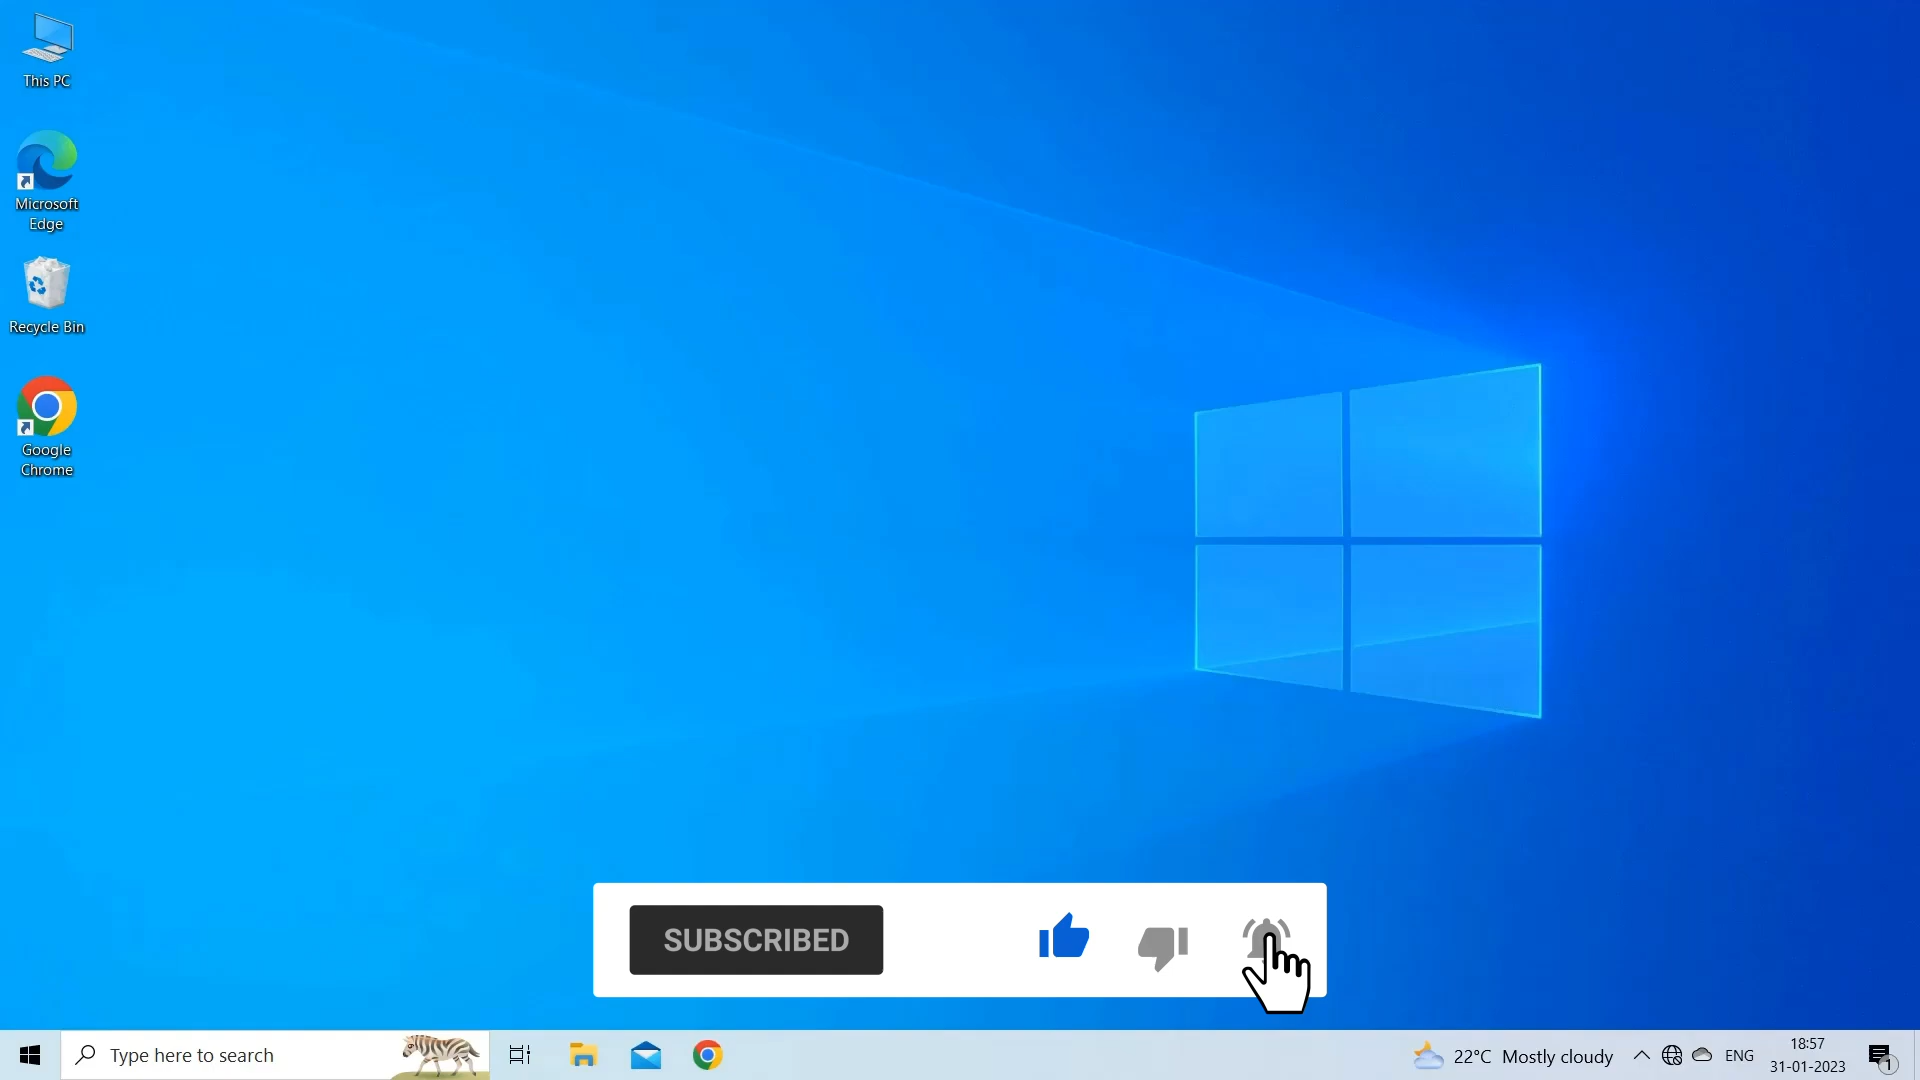 This PC
Microsoft
Edge
Recycle Bin
Google
Chrome
SUBSCRIBED
Type here to search
22°C Mostly cloudy
ENG
18:57
31-01-2023
1